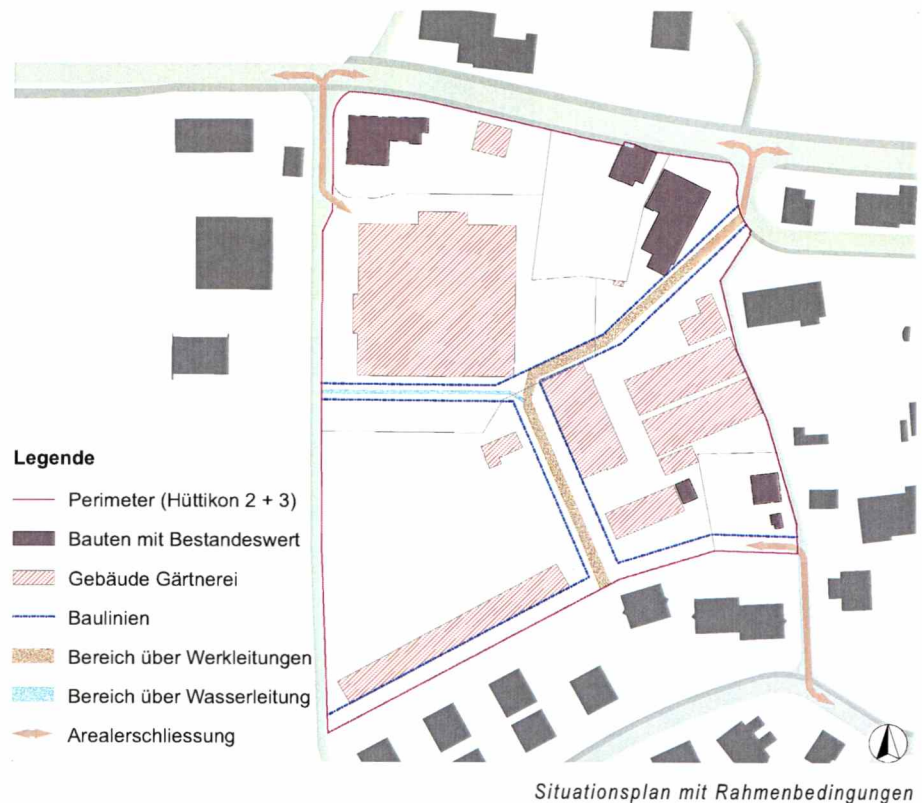 Legende
Perimeter (Hüttikon 2 + 3)
Bauten mit Bestandeswert
Gebäude Gärtnerei
Baulinien
Bereich über Werkleitungen
Bereich über Wasserleitung
Arealerschliessung
Situationsplan mit Rahmenbedingungen